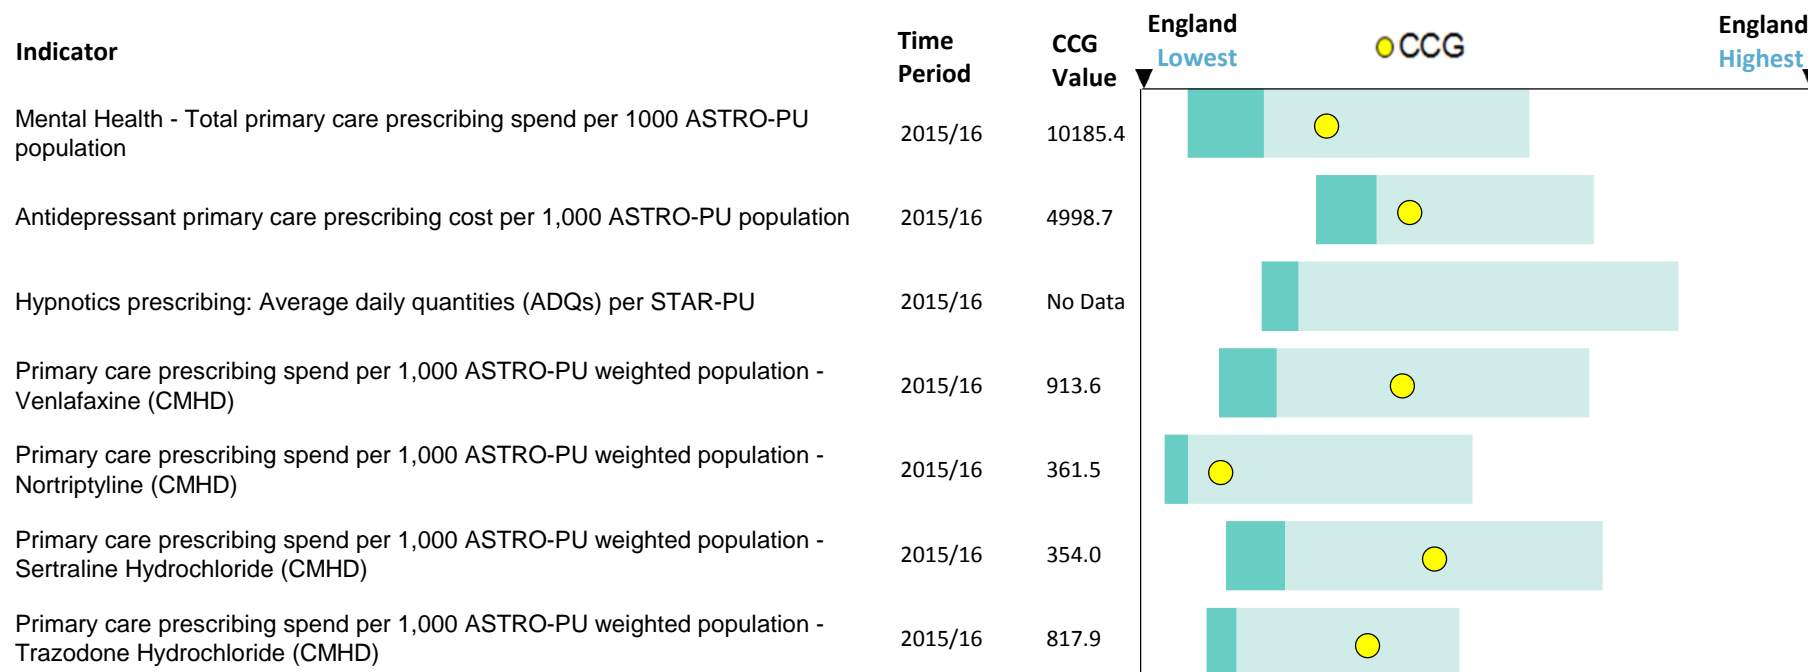 Indicator
Time
Period
CCG
Value
England
Lowest
CCG
England
Highest
Mental Health - Total primary care prescribing spend per 1000 ASTRO-PU
population
2015/16
10185.4
Antidepressant primary care prescribing cost per 1,000 ASTRO-PU population
2015/16
4998.7
Hypnotics prescribing: Average daily quantities (ADQs) per STAR-PU
2015/16
No Data
Primary care prescribing spend per 1,000 ASTRO-PU weighted population -
Venlafaxine (CMHD)
2015/16
913.6
Primary care prescribing spend per 1,000 ASTRO-PU weighted population -
Nortriptyline (CMHD)
2015/16
361.5
Primary care prescribing spend per 1,000 ASTRO-PU weighted population -
Sertraline Hydrochloride (CMHD)
2015/16
354.0
Primary care prescribing spend per 1,000 ASTRO-PU weighted population -
Trazodone Hydrochloride (CMHD)
2015/16
817.9